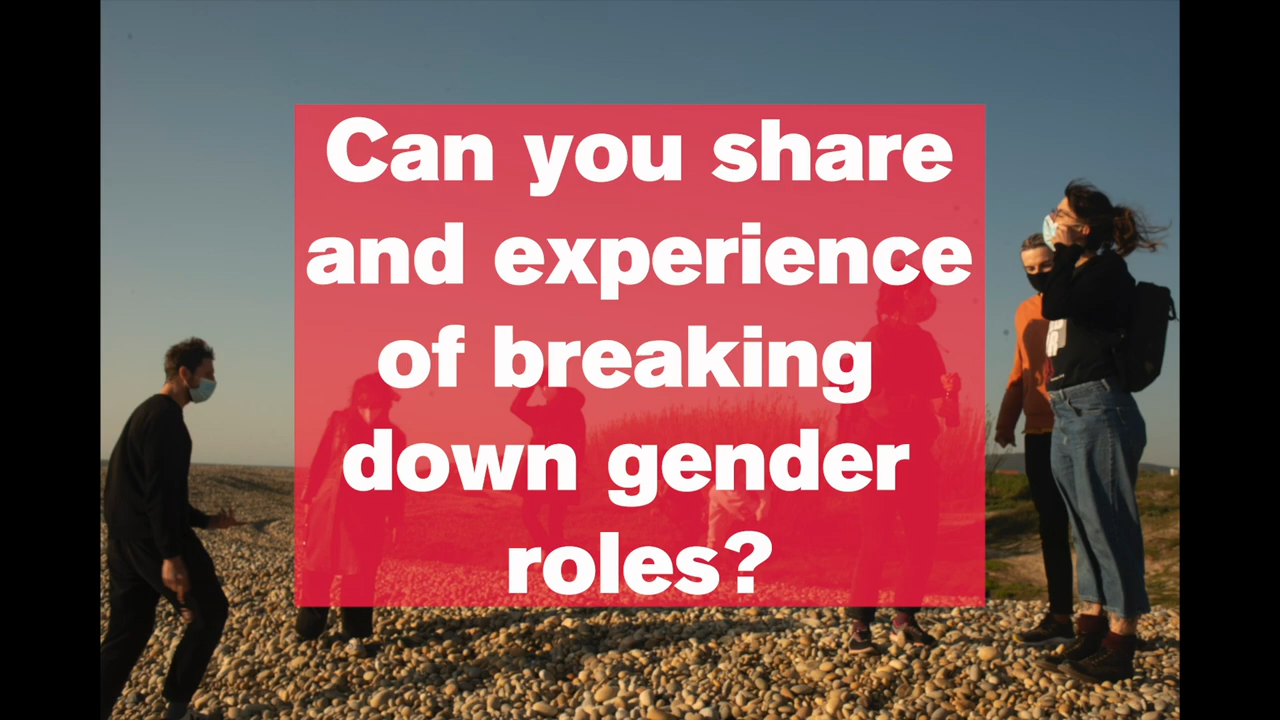 Can you share
and experience
of breaking
down gender
roles?